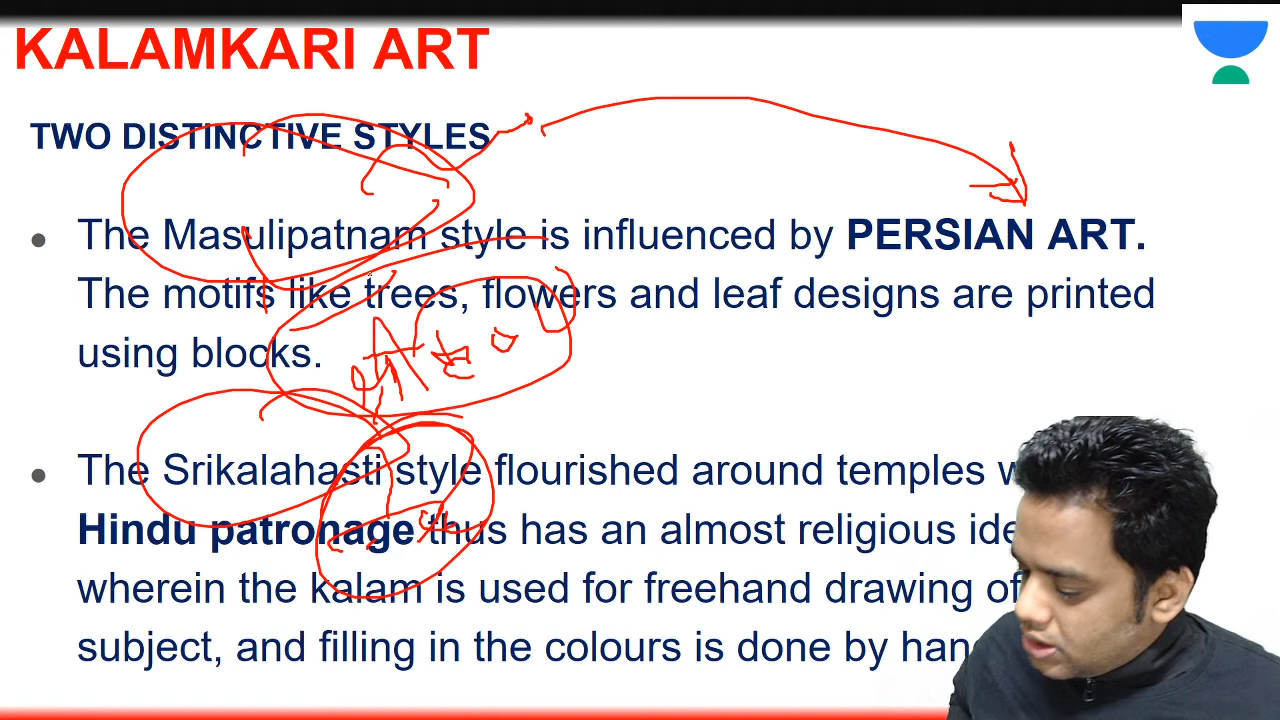 KALAMKARI ART
TWO DISTINCTIVE STYLES
The Masulipatnam style is influenced by PERSIAN ART.
The motifs like trees, flowers and leaf designs are printed
using blocks.
The Srikalahasti style flourished around temples
Hindu patronage thus has an almost religious
wherein the kalam is used for freehand drawing of
subject, and filling in the colours is done by